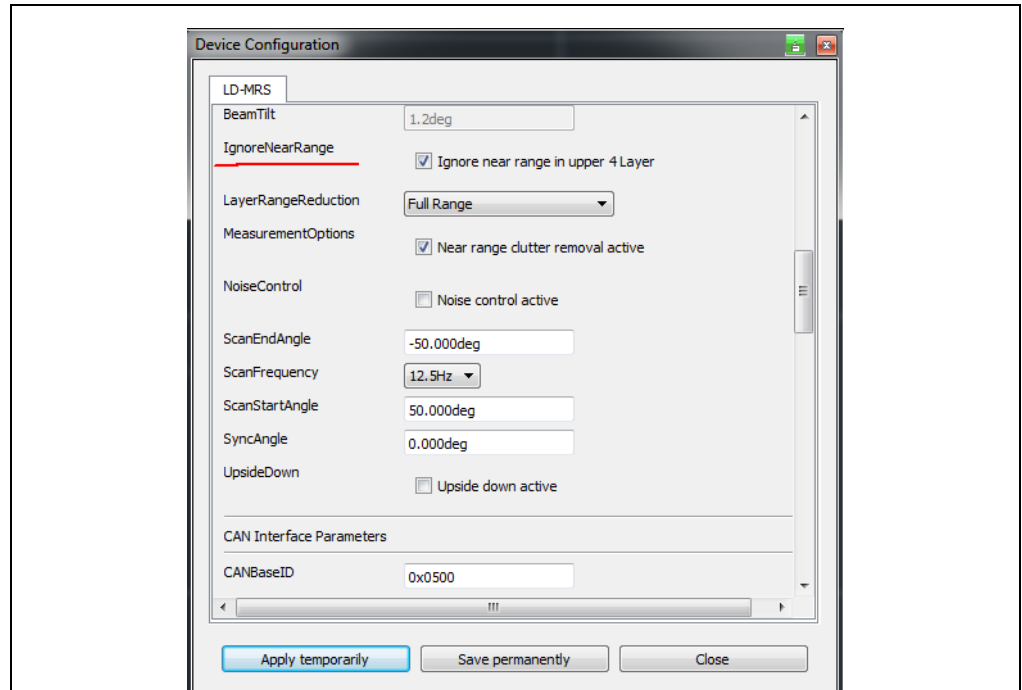 Device Configuration
LD-MRS
BeamTilt 1.2deg
IgnoreNearRange Ignore near range in upper 4 Layer
LayerRangeReduction Full Range
MeasurementOptions Near range clutter removal active
NoiseControl Noise control active
ScanEndAngle -50.000deg
ScanFrequency 12.5Hz
ScanStartAngle 50.000deg
SyncAngle 0.000deg
UpsideDown Upside down active
CAN Interface Parameters
CANBaseID 0x0500
Apply temporarily Save permanently Close